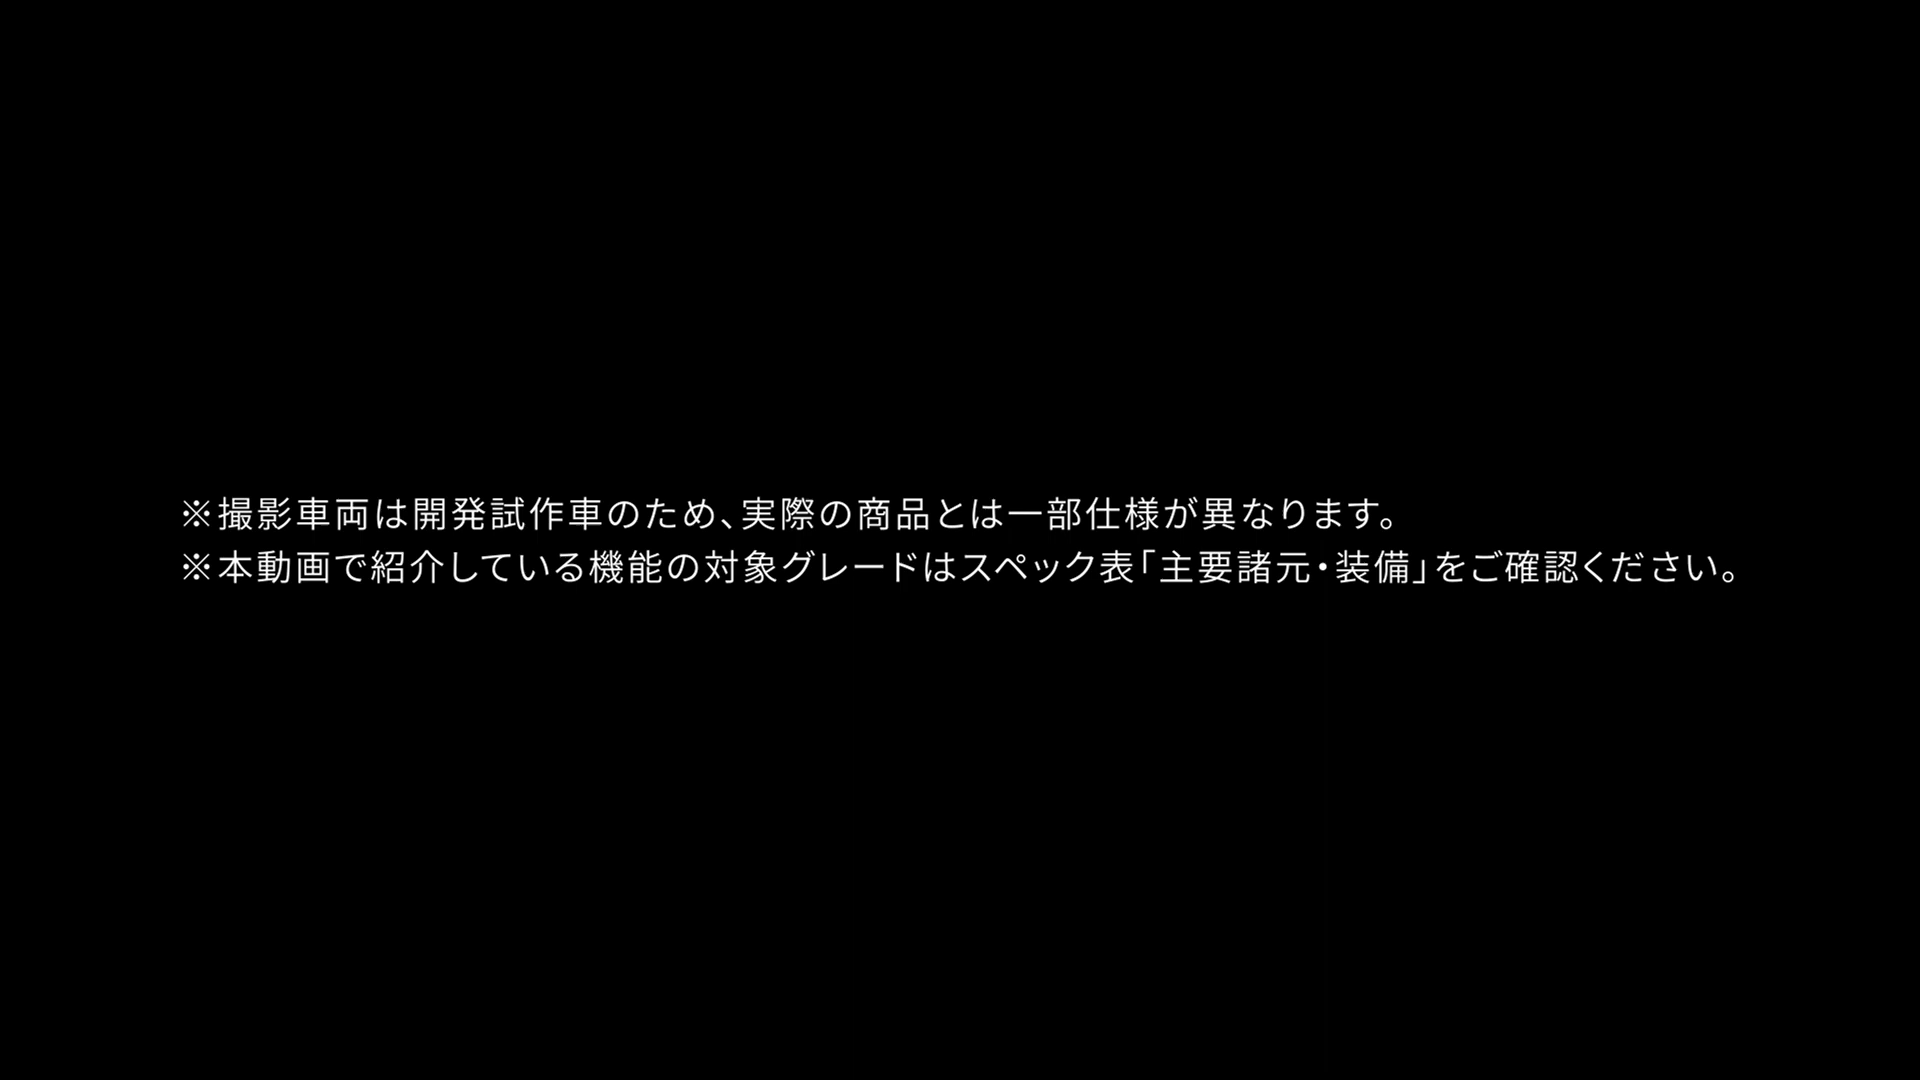 ※撮影車両は開発試作車のため、実際の商品とは一部仕様が異なります。
※本動画で紹介している機能の対象グレードはスペック表「主要諸元・装備」をご確認ください。